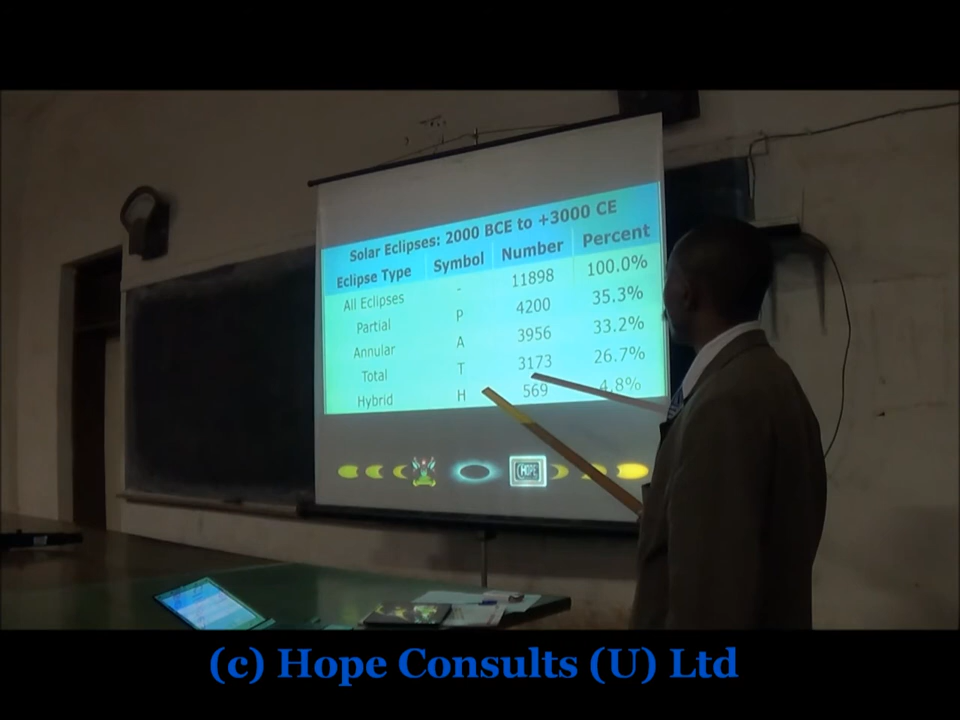 Solar Eclipses: 2000 BCE to +3000 CE
Eclipse Type Symbol Number Percent
All Eclipses - 11898 100.0%
Partial P 4200 35.3%
Annular A 3956 33.2%
Total T 3173 26.7%
Hybrid H 569 4.8%
HOPE
(c) Hope Consults (U) Ltd